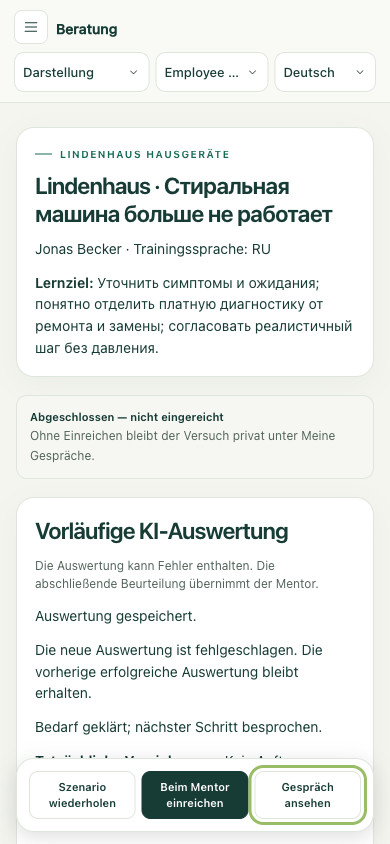 Beratung
Darstellung
Employee ...
Deutsch
LINDENHAUS HAUSGERÄTE
Lindenhaus · Стиральная
машина больше не работает
Jonas Becker · Trainingssprache: RU
Lernziel: Уточнить симптомы и ожидания;
понятно отделить платную диагностику от
ремонта и замены; согласовать реалистичный
шаг без давления.
Abgeschlossen — nicht eingereicht
Ohne Einreichen bleibt der Versuch privat unter Meine
Gespräche.
Vorläufige KI-Auswertung
Die Auswertung kann Fehler enthalten. Die
abschließende Beurteilung übernimmt der Mentor.
Auswertung gespeichert.
Die neue Auswertung ist fehlgeschlagen. Die
vorherige erfolgreiche Auswertung bleibt
erhalten.
Bedarf geklärt; nächster Schritt besprochen.
Szenario
wiederholen
Beim Mentor
einreichen
Gespräch
ansehen